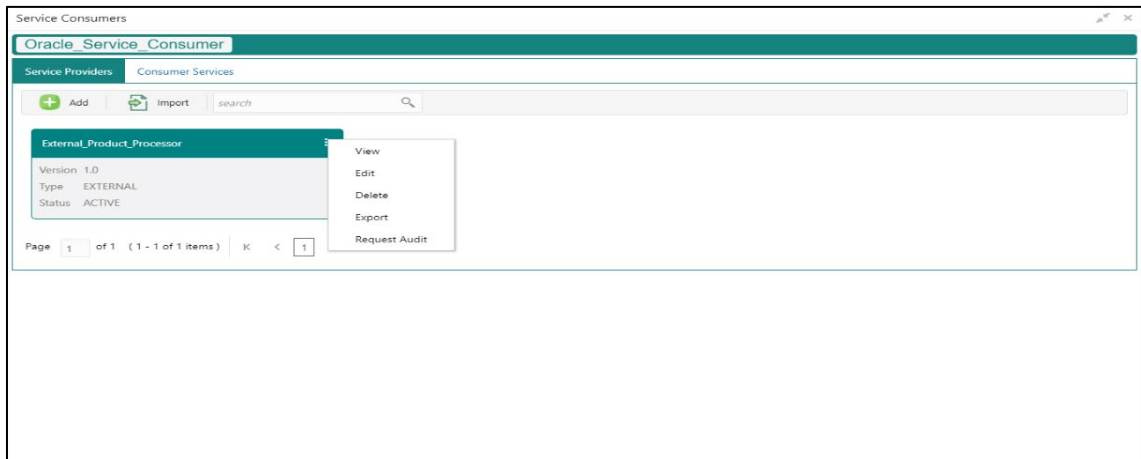 Service Consumers
Oracle_Service_Consumer
Service Providers Consumer Services
Add Import search
External_Product_Processor
Version 1.0
Type EXTERNAL
Status ACTIVE
View
Edit
Delete
Export
Request Audit
Page 1 of 1 (1 - 1 of 1 items) K < 1